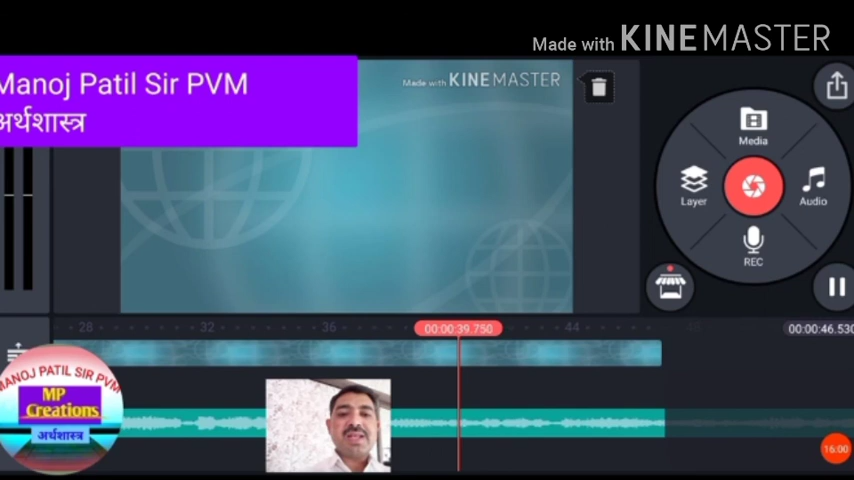 Made with KINEMASTER
Manoj Patil Sir PVM
अर्थशास्त्र
Made with KINEMASTER
Media
Layer
Audio
REC
28
32
36
00:00:39.750
44
48
00:00:46.530
MANOJ PATIL SIR PVM
MP
Creations
अर्थशास्त्र
16:00